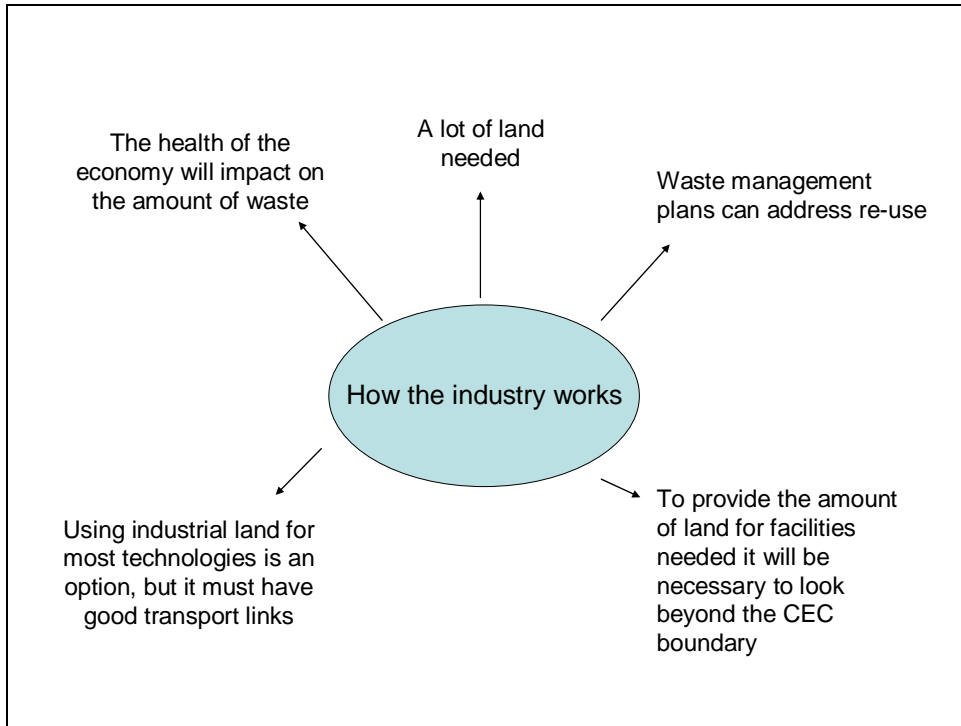 The health of the
economy will impact on
the amount of waste
A lot of land
needed
Waste management
plans can address re-use
How the industry works
Using industrial land for
most technologies is an
option, but it must have
good transport links
To provide the amount
of land for facilities
needed it will be
necessary to look
beyond the CEC
boundary